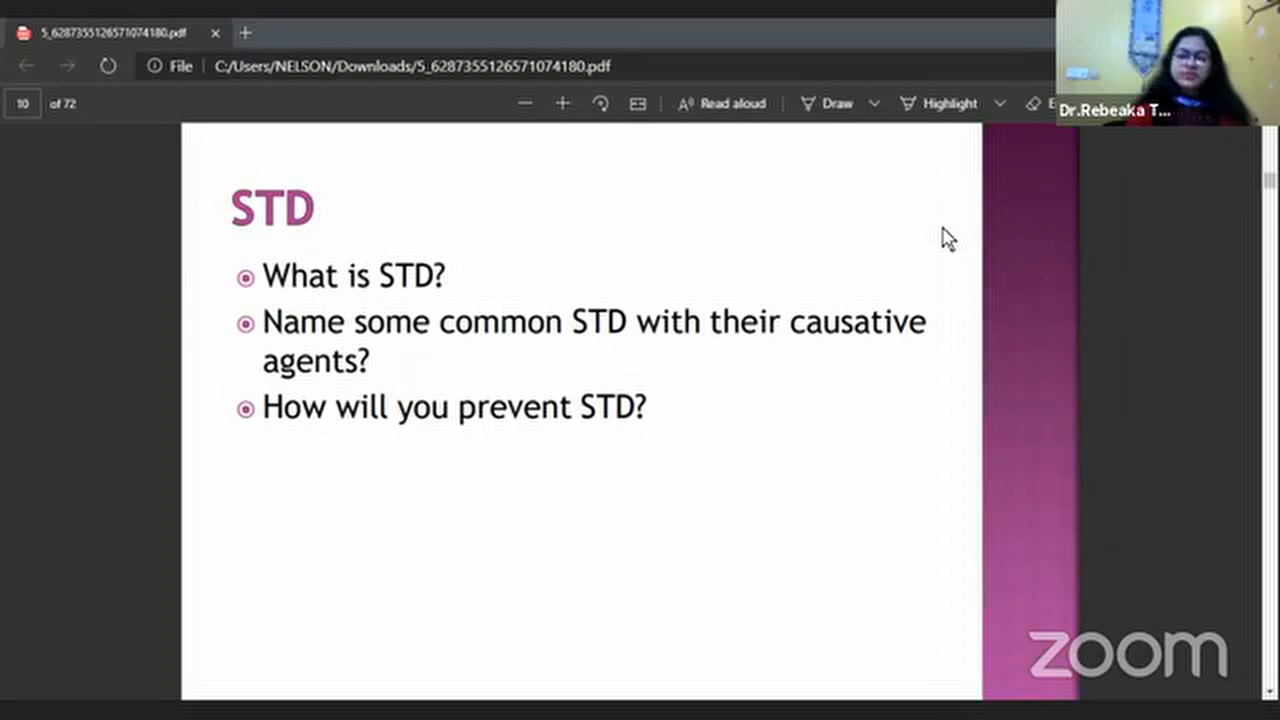 5_6287355126571074180.pdf
File C:/Users/NELSON/Downloads/5_6287355126571074180.pdf
10 of 72 Read aloud Draw Highlight E
Dr.Rebeaka T...
STD
What is STD?
Name some common STD with their causative
agents?
How will you prevent STD?
zoom